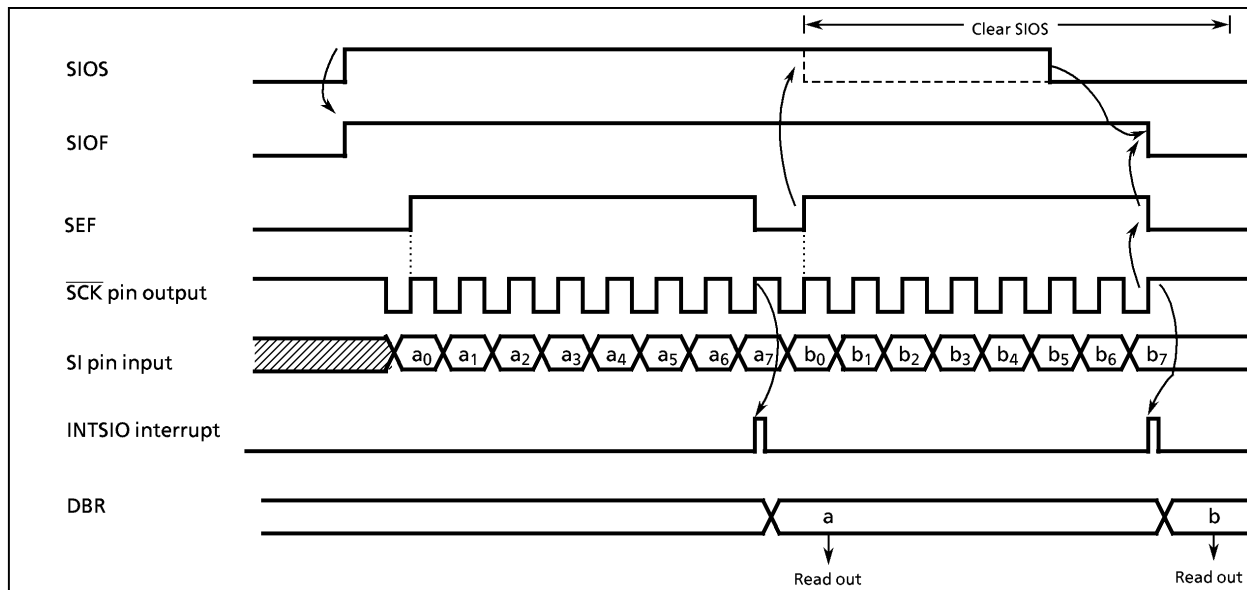 Clear SIOS
SIOS
SIOF
SEF
SCK pin output
SI pin input a0 a1 a2 a3 a4 a5 a6 a7 b0 b1 b2 b3 b4 b5 b6 b7
INTSIO interrupt
DBR a b
Read out Read out